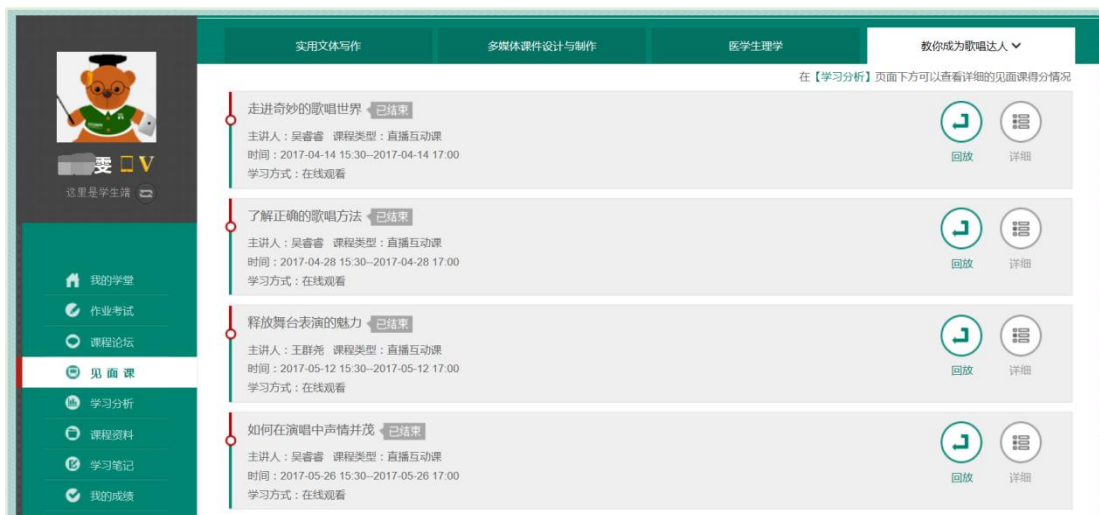 实用文体写作
多媒体课件设计与制作
医学生理学
教你成为歌唱达人
在【学习分析】页面下方可以查看详细的见面课得分情况
雯 V
这里是学生端
我的学堂
作业考试
课程论坛
见面课
学习分析
课程资料
学习笔记
我的成绩
走进奇妙的歌唱世界 已结束
主讲人：吴睿睿 课程类型：直播互动课
时间：2017-04-14 15:30--2017-04-14 17:00
学习方式：在线观看
回放 详细
了解正确的歌唱方法 已结束
主讲人：吴睿睿 课程类型：直播互动课
时间：2017-04-28 15:30--2017-04-28 17:00
学习方式：在线观看
回放 详细
释放舞台表演的魅力 已结束
主讲人：王群尧 课程类型：直播互动课
时间：2017-05-12 15:30--2017-05-12 17:00
学习方式：在线观看
回放 详细
如何在演唱中声情并茂 已结束
主讲人：吴睿睿 课程类型：直播互动课
时间：2017-05-26 15:30--2017-05-26 17:00
学习方式：在线观看
回放 详细